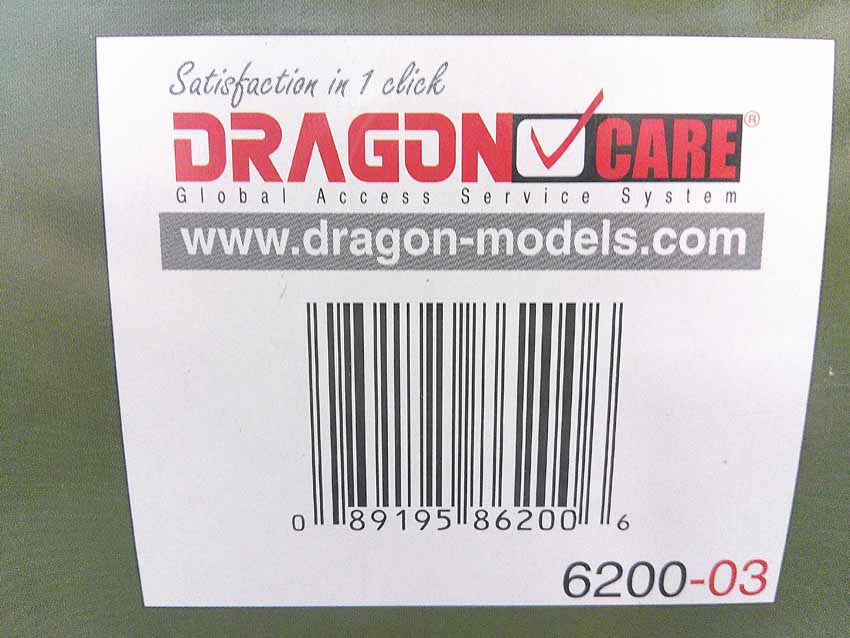 Satisfaction in 1 click
DRAGON CARE®
Global Access Service System
www.dragon-models.com
0 89195 86200 6
6200-03